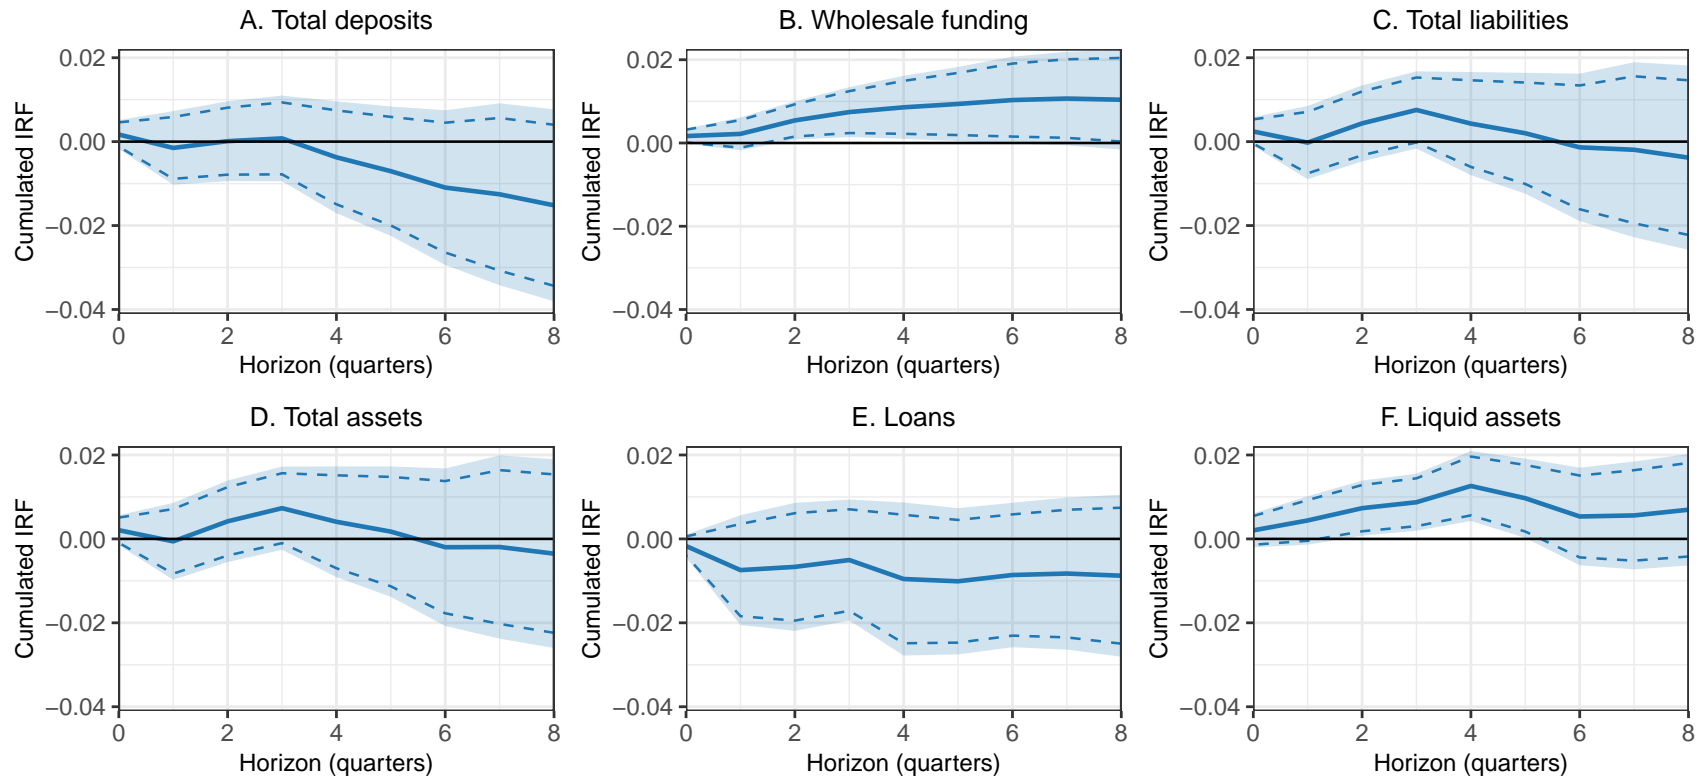 A. Total deposits
Cumulated IRF
0.02
0.00
−0.02
−0.04
0 2 4 6 8
Horizon (quarters)
B. Wholesale funding
Cumulated IRF
0.02
0.00
−0.02
−0.04
0 2 4 6 8
Horizon (quarters)
C. Total liabilities
Cumulated IRF
0.02
0.00
−0.02
−0.04
0 2 4 6 8
Horizon (quarters)
D. Total assets
Cumulated IRF
0.02
0.00
−0.02
−0.04
0 2 4 6 8
Horizon (quarters)
E. Loans
Cumulated IRF
0.02
0.00
−0.02
−0.04
0 2 4 6 8
Horizon (quarters)
F. Liquid assets
Cumulated IRF
0.02
0.00
−0.02
−0.04
0 2 4 6 8
Horizon (quarters)